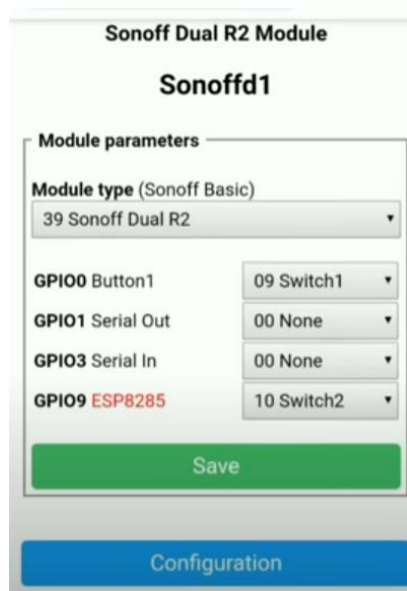 Sonoff Dual R2 Module
Sonoffd1
Module parameters
Module type (Sonoff Basic)
39 Sonoff Dual R2
GPIO0 Button1 09 Switch1
GPIO1 Serial Out 00 None
GPIO3 Serial In 00 None
GPIO9 ESP8285 10 Switch2
Save
Configuration